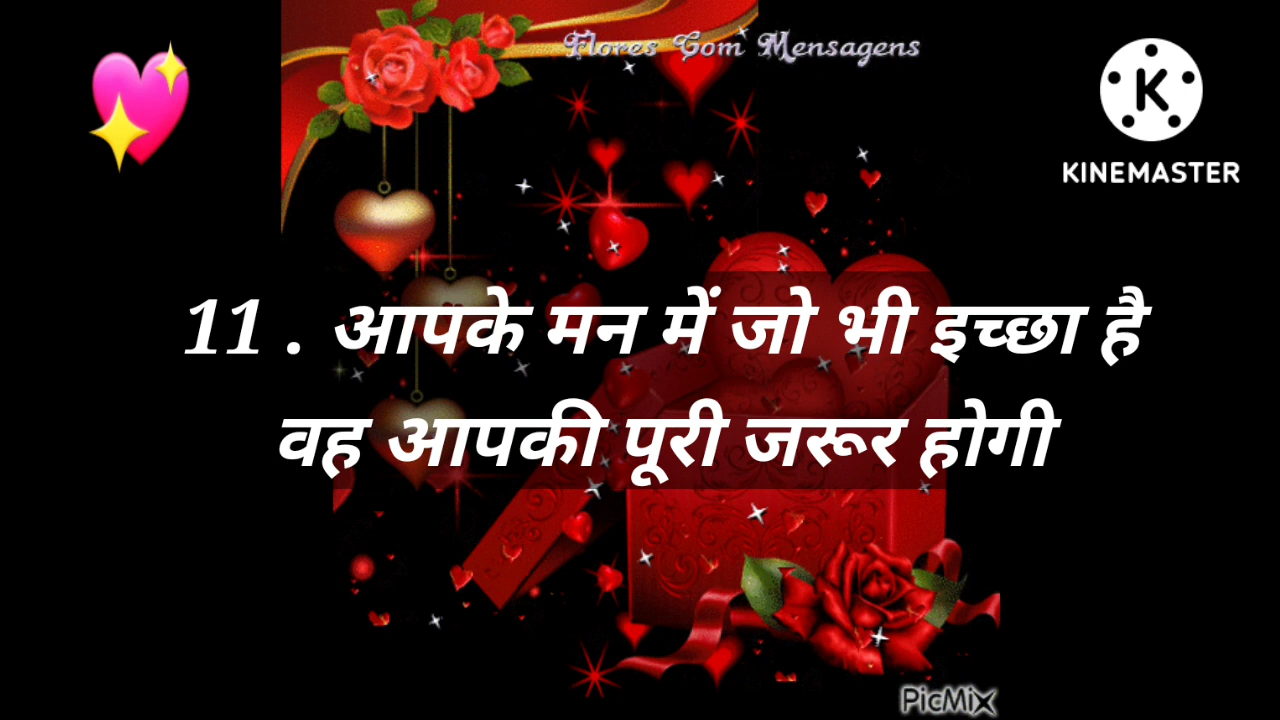 Flores Com Mensagens
KINEMASTER
11 . आपके मन में जो भी इच्छा है
वह आपकी पूरी जरूर होगी
PicMix